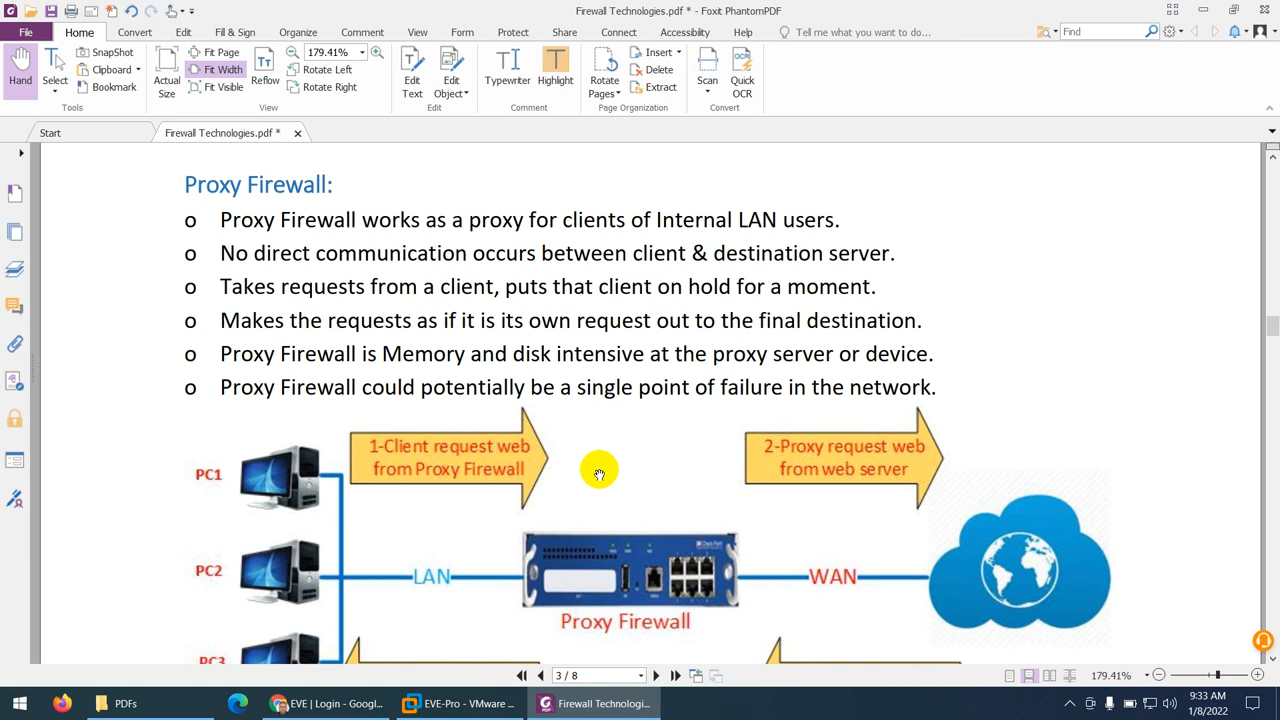 Firewall Technologies.pdf * - Foxit PhantomPDF
File Home Convert Fill & Sign Organize Comment View Form Protect Share Connect Accessibility Help Tell me what you want to do... Find
Edit
Hand
Select
SnapShot
Clipboard
Bookmark
Actual Size
Fit Page
Fit Width
Fit Visible
Reflow
179.41%
Rotate Left
Rotate Right
Edit Text
Edit Object
Typewriter
Highlight
Rotate Pages
Insert
Delete
Extract
Scan
Quick OCR
Tools View Edit Comment Page Organization Convert
Start Firewall Technologies.pdf *
Proxy Firewall:
o Proxy Firewall works as a proxy for clients of Internal LAN users.
o No direct communication occurs between client & destination server.
o Takes requests from a client, puts that client on hold for a moment.
o Makes the requests as if it is its own request out to the final destination.
o Proxy Firewall is Memory and disk intensive at the proxy server or device.
o Proxy Firewall could potentially be a single point of failure in the network.
1-Client request web
from Proxy Firewall
2-Proxy request web
from web server
PC1
PC2
LAN
Check Point
WAN
Proxy Firewall
PC3
3 / 8
179.41%
PDFs
EVE | Login - Googl...
EVE-Pro - VMware ...
Firewall Technologi...
9:33 AM
1/8/2022